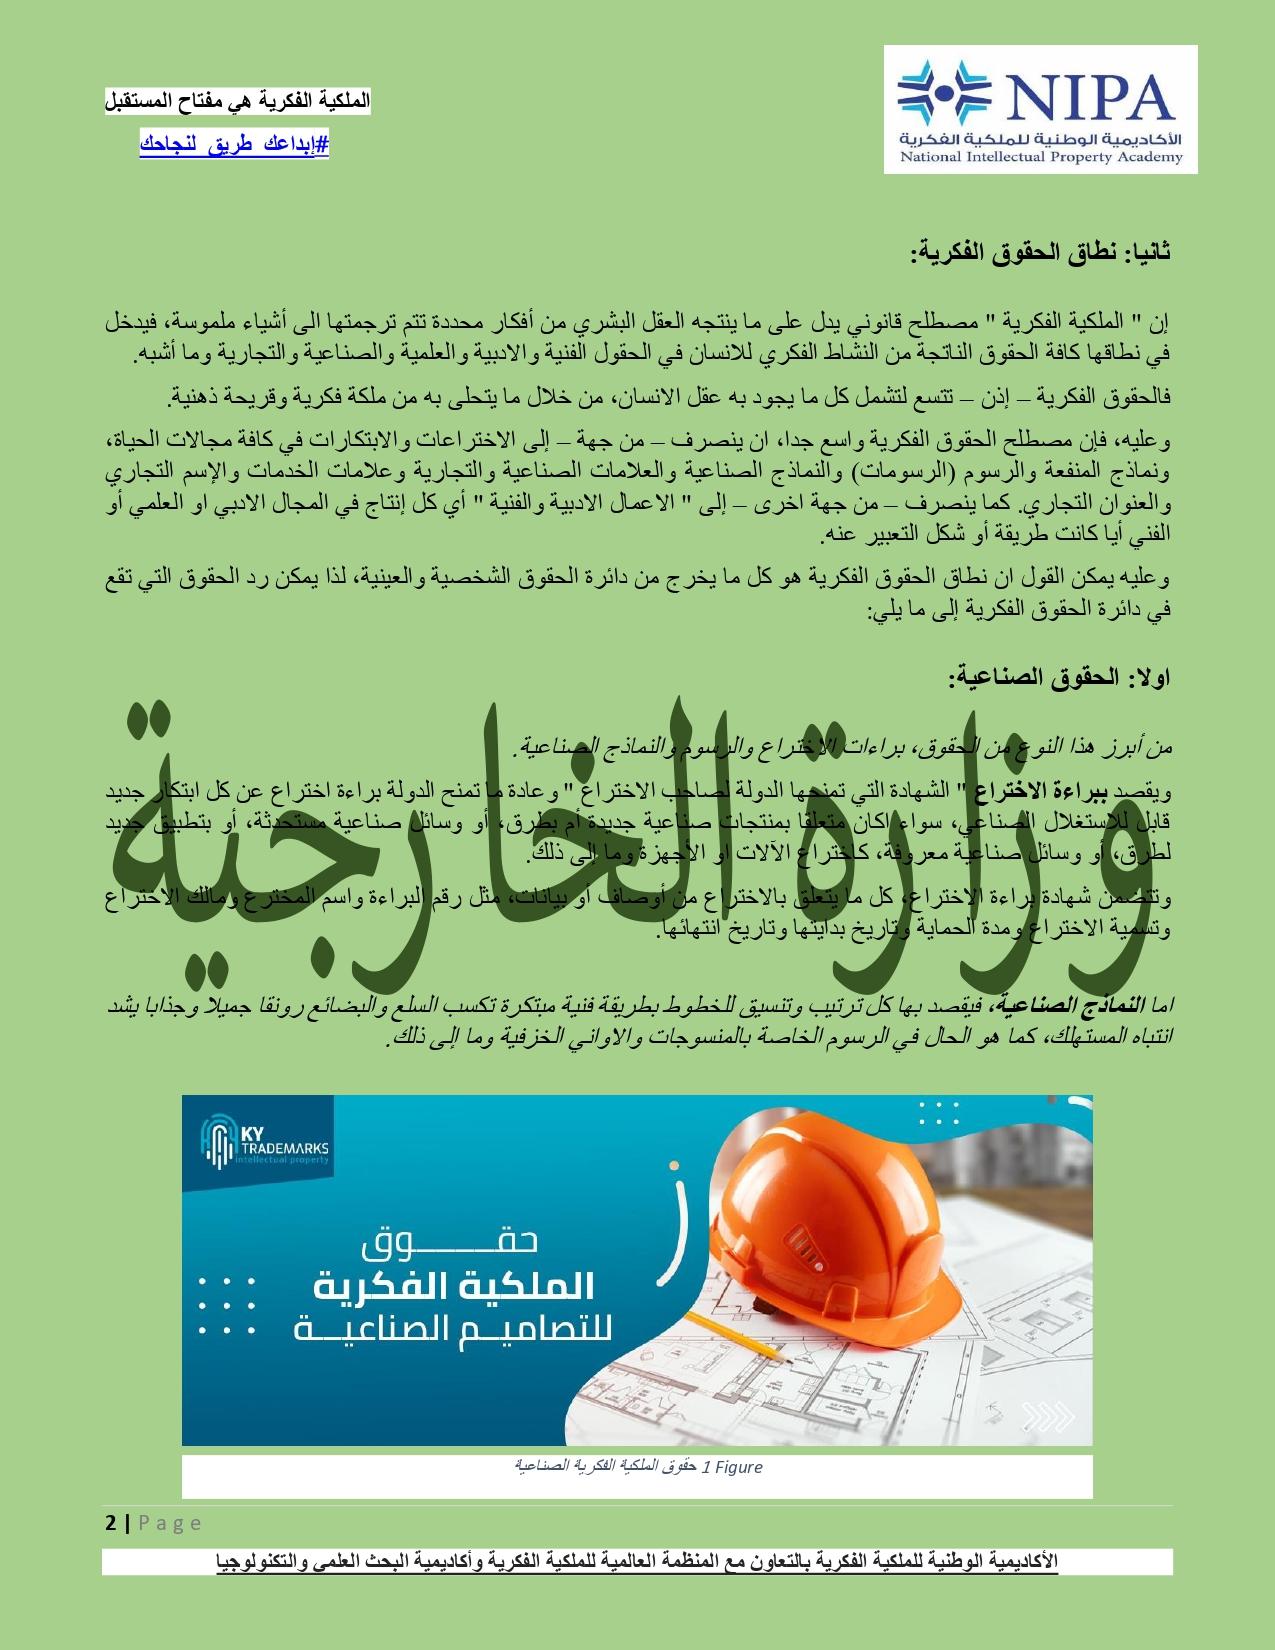 الملكية الفكرية هي مفتاح المستقبل
#إبداعك طريق لنجاحك
NIPA
الأكاديمية الوطنية للملكية الفكرية
National Intellectual Property Academy
ثانيا: نطاق الحقوق الفكرية:
إن " الملكية الفكرية " مصطلح قانوني يدل على ما ينتجه العقل البشري من أفكار محددة تتم ترجمتها الى أشياء ملموسة، فيدخل
في نطاقها كافة الحقوق الناتجة من النشاط الفكري للانسان في الحقول الفنية والادبية والعلمية والصناعية والتجارية وما أشبه.
فالحقوق الفكرية – إذن – تتسع لتشمل كل ما يجود به عقل الانسان، من خلال ما يتحلى به من ملكة فكرية وقريحة ذهنية.
وعليه، فإن مصطلح الحقوق الفكرية واسع جدا، ان ينصرف – من جهة – إلى الاختراعات والابتكارات في كافة مجالات الحياة،
ونماذج المنفعة والرسوم (الرسومات) والنماذج الصناعية والعلامات الصناعية والتجارية وعلامات الخدمات والإسم التجاري
والعنوان التجاري. كما ينصرف – من جهة اخرى – إلى " الاعمال الادبية والفنية " أي كل إنتاج في المجال الادبي او العلمي أو
الفني أيا كانت طريقة أو شكل التعبير عنه.
وعليه يمكن القول ان نطاق الحقوق الفكرية هو كل ما يخرج من دائرة الحقوق الشخصية والعينية، لذا يمكن رد الحقوق التي تقع
في دائرة الحقوق الفكرية إلى ما يلي:
اولا: الحقوق الصناعية:
وزارة الخارجية
من أبرز هذا النوع من الحقوق، براءات الاختراع والرسوم والنماذج الصناعية.
ويقصد ببراءة الاختراع " الشهادة التي تمنحها الدولة لصاحب الاختراع " وعادة ما تمنح الدولة براءة اختراع عن كل ابتكار جديد
قابل للاستغلال الصناعي، سواء اكان متعلقا بمنتجات صناعية جديدة أم بطرق، أو وسائل صناعية مستحدثة، أو بتطبيق جديد
لطرق، أو وسائل صناعية معروفة، كاختراع الآلات او الأجهزة وما إلى ذلك.
وتتضمن شهادة براءة الاختراع، كل ما يتعلق بالاختراع من أوصاف أو بيانات، مثل رقم البراءة واسم المخترع ومالك الاختراع
وتسمية الاختراع ومدة الحماية وتاريخ بدايتها وتاريخ انتهائها.
اما النماذج الصناعية، فيقصد بها كل ترتيب وتنسيق للخطوط بطريقة فنية مبتكرة تكسب السلع والبضائع رونقا جميلا وجذابا يشد
انتباه المستهلك، كما هو الحال في الرسوم الخاصة بالمنسوجات والاواني الخزفية وما إلى ذلك.
KY
TRADEMARKS
intellectual property
حقـــــوق
الملكية الفكرية
للتصاميـــم الصناعيـــة
1 Figure حقوق الملكية الفكرية الصناعية
2 | Page
الأكاديمية الوطنية للملكية الفكرية بالتعاون مع المنظمة العالمية للملكية الفكرية وأكاديمية البحث العلمي والتكنولوجيا